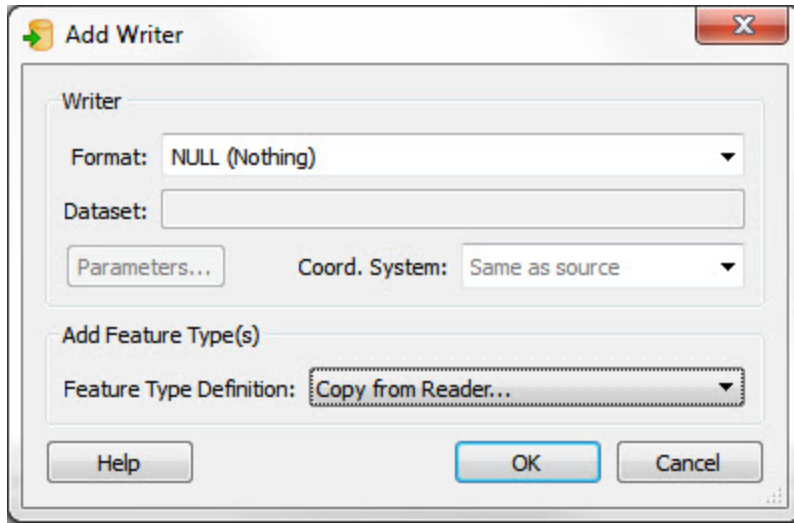 Add Writer
Writer
Format: NULL (Nothing)
Dataset:
Parameters... Coord. System: Same as source
Add Feature Type(s)
Feature Type Definition: Copy from Reader...
Help OK Cancel